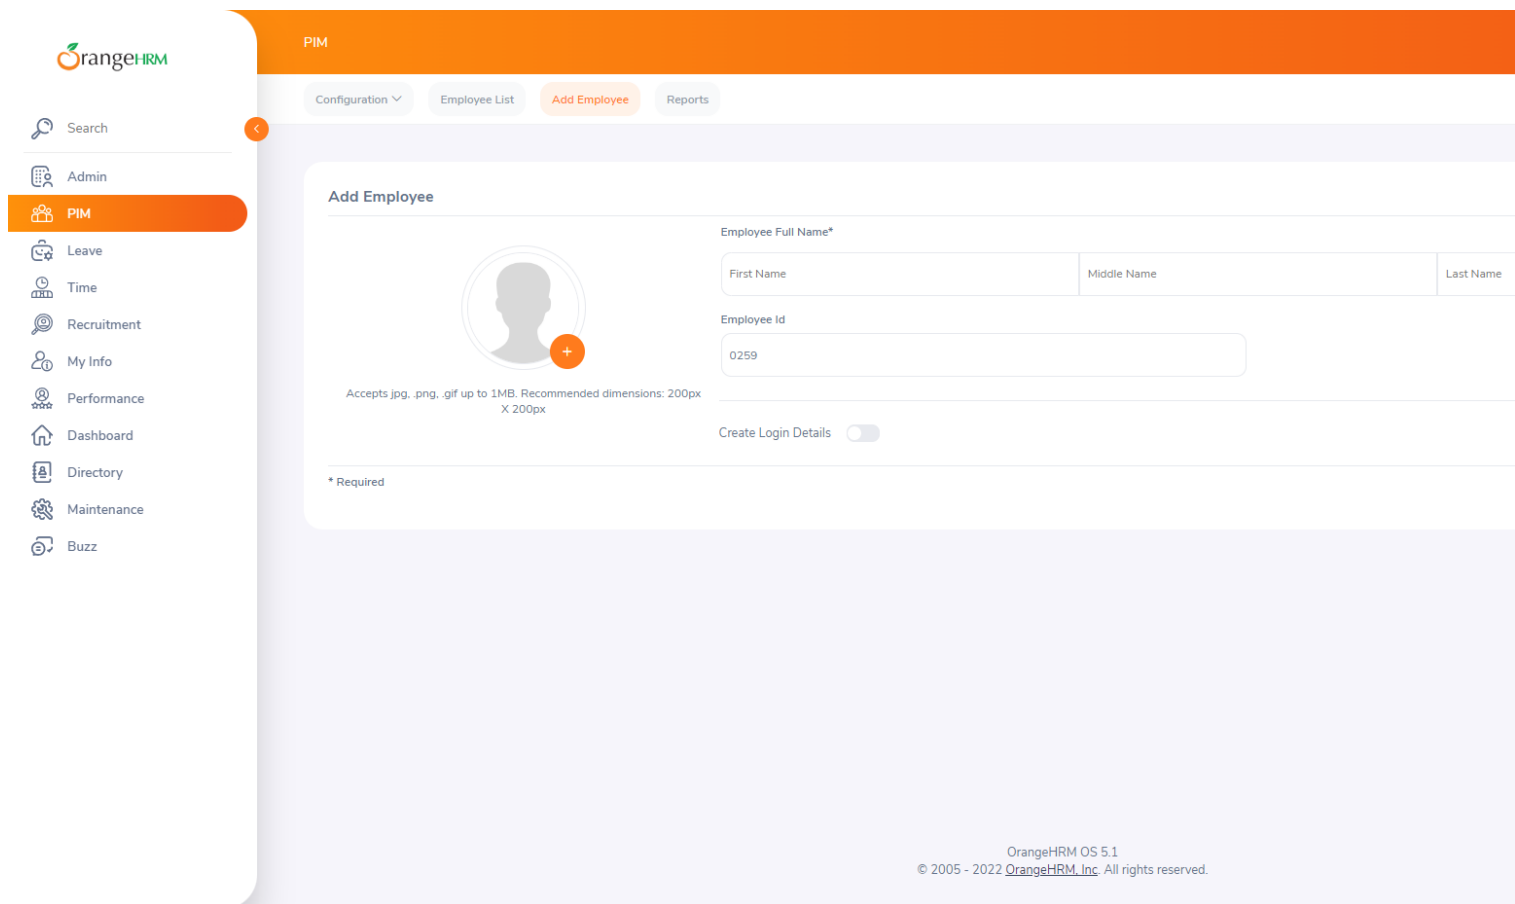 OrangeHRM
PIM
Configuration
Employee List
Add Employee
Reports
Search
Admin
PIM
Leave
Time
Recruitment
My Info
Performance
Dashboard
Directory
Maintenance
Buzz
Add Employee
Employee Full Name*
First Name
Middle Name
Last Name
Employee Id
0259
Accepts jpg, .png, .gif up to 1MB. Recommended dimensions: 200px
X 200px
Create Login Details
* Required
OrangeHRM OS 5.1
© 2005 - 2022 OrangeHRM, Inc. All rights reserved.